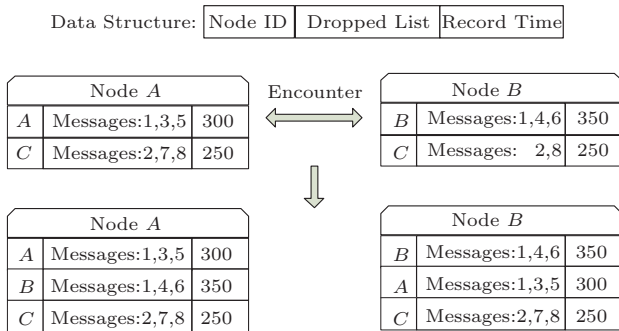 Data Structure: Node ID Dropped List Record Time
Node A Encounter Node B
A Messages:1,3,5 300 B Messages:1,4,6 350
C Messages:2,7,8 250 C Messages: 2,8 250
Node A Node B
A Messages:1,3,5 300 B Messages:1,4,6 350
B Messages:1,4,6 350 A Messages:1,3,5 300
C Messages:2,7,8 250 C Messages:2,7,8 250